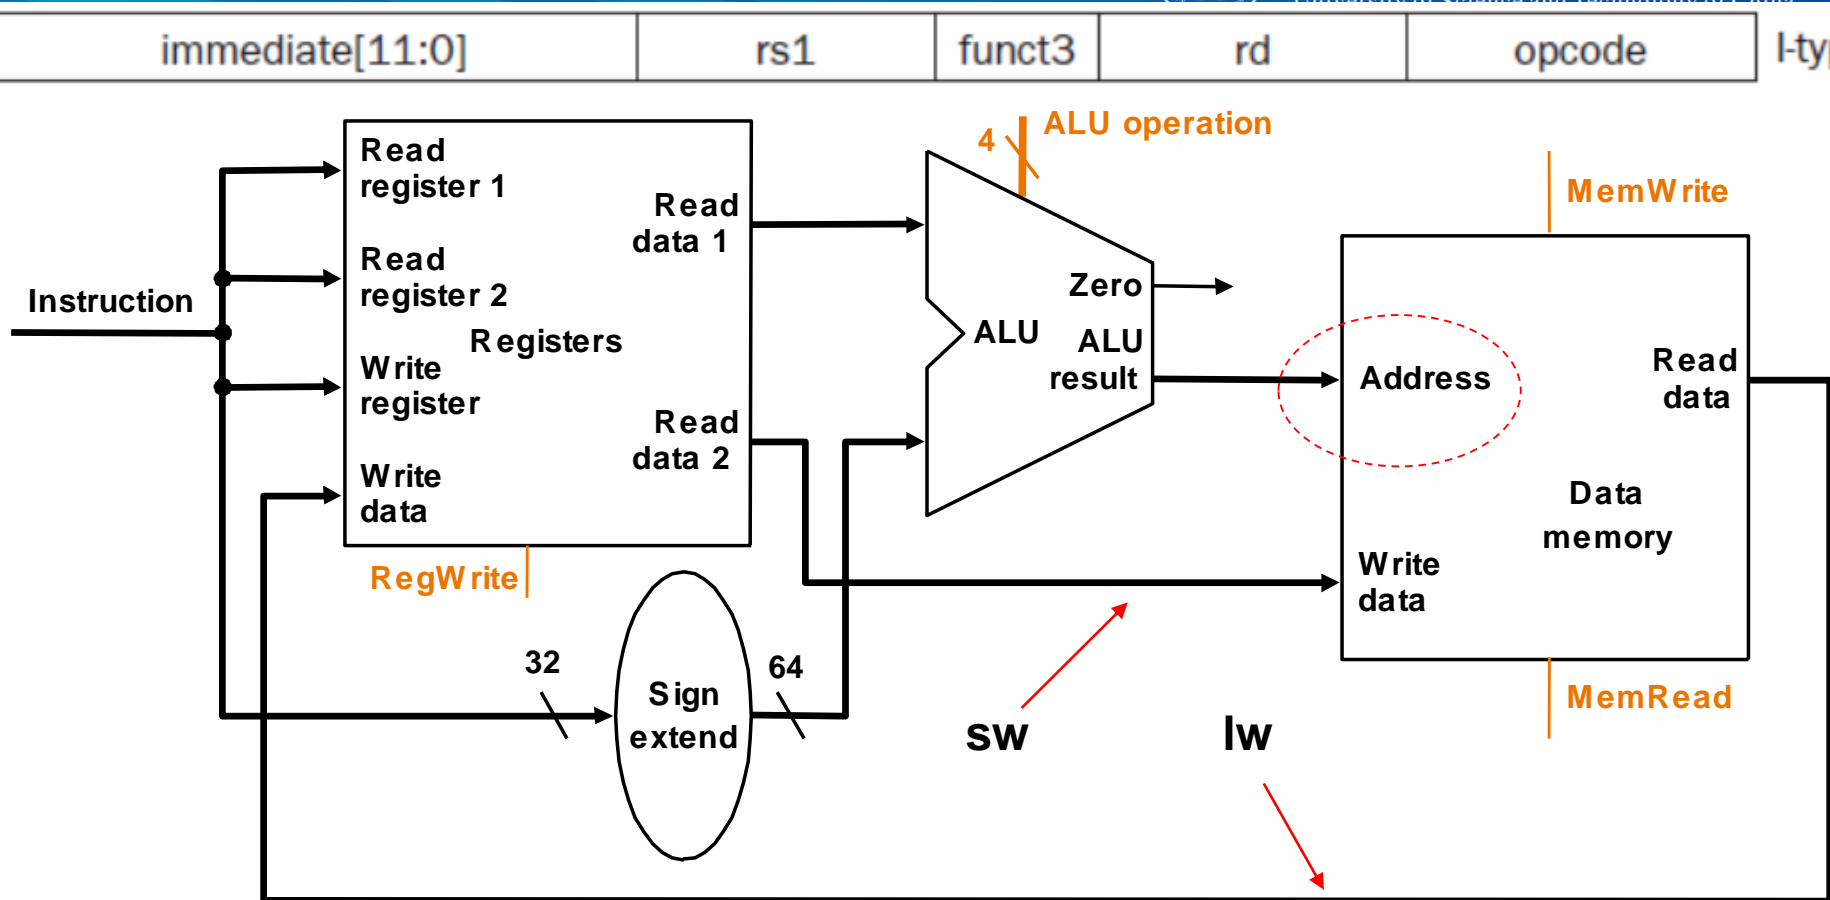 immediate[11:0] rs1 funct3 rd opcode
ALU operation
4
MemWrite
Read
register 1
Read
data 1
Read
register 2
Instruction
Registers
Zero
ALU
ALU
result
Address
Read
data
Write
register
Read
data 2
Write
data
Data
memory
Write
data
RegWrite
32
64
Sign
extend
sw
lw
MemRead